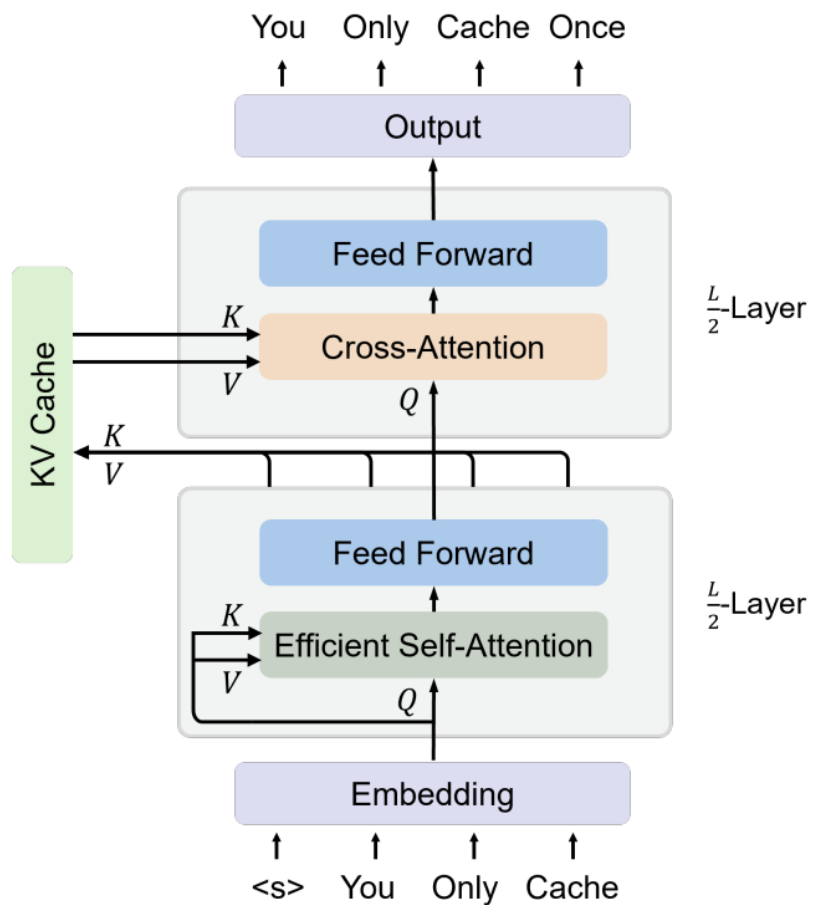 You Only Cache Once
Output
Feed Forward
L/2-Layer
K
Cross-Attention
V
Q
KV Cache
K
V
Feed Forward
L/2-Layer
K
Efficient Self-Attention
V
Q
Embedding
<s> You Only Cache